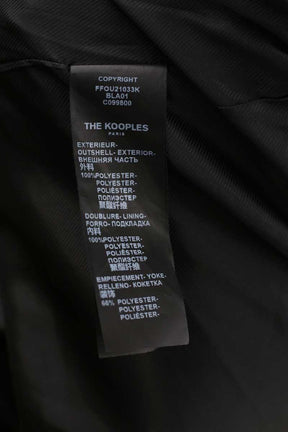 COPYRIGHT
FFOU21033K
BLA01
C099800
THE KOOPLES
PARIS
EXTERIEUR-
OUTSHELL- EXTERIOR-
ВНЕШНЯЯ ЧАСТЬ
外料
100%POLYESTER-
POLYESTER-
POLIÉSTER-
ПОЛИЭСТЕР
聚酯纤维
DOUBLURE- LINING-
FORRO- ПОДКЛАДКА
内料
100%POLYESTER-
POLYESTER-
POLIÉSTER-
ПОЛИЭСТЕР
聚酯纤维
EMPIECEMENT- YOKE-
RELLENO- КОКЕТКА
装饰
66% POLYESTER-
POLYESTER-
POLIÉSTER-